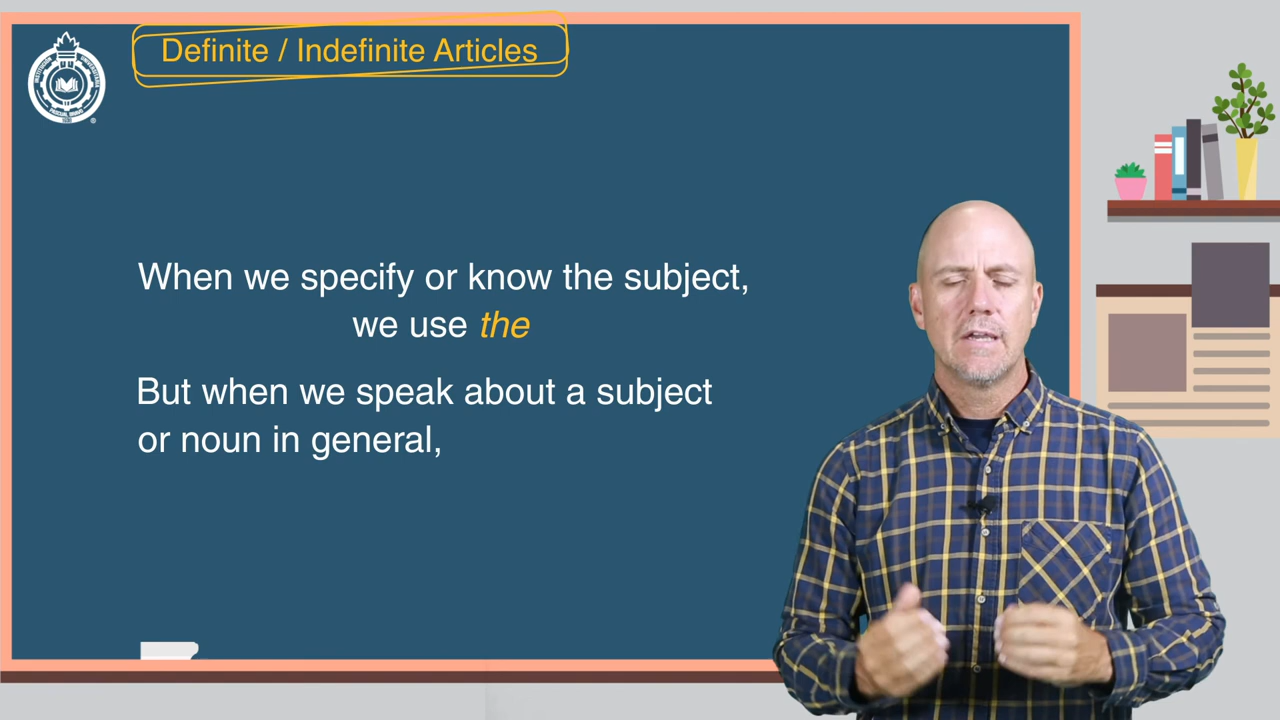 Definite / Indefinite Articles
When we specify or know the subject,
we use the
But when we speak about a subject
or noun in general,